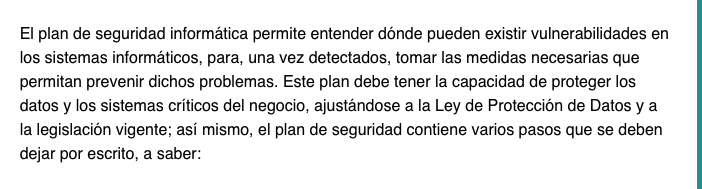 El plan de seguridad informática permite entender dónde pueden existir vulnerabilidades en
los sistemas informáticos, para, una vez detectados, tomar las medidas necesarias que
permitan prevenir dichos problemas. Este plan debe tener la capacidad de proteger los
datos y los sistemas críticos del negocio, ajustándose a la Ley de Protección de Datos y a
la legislación vigente; así mismo, el plan de seguridad contiene varios pasos que se deben
dejar por escrito, a saber: